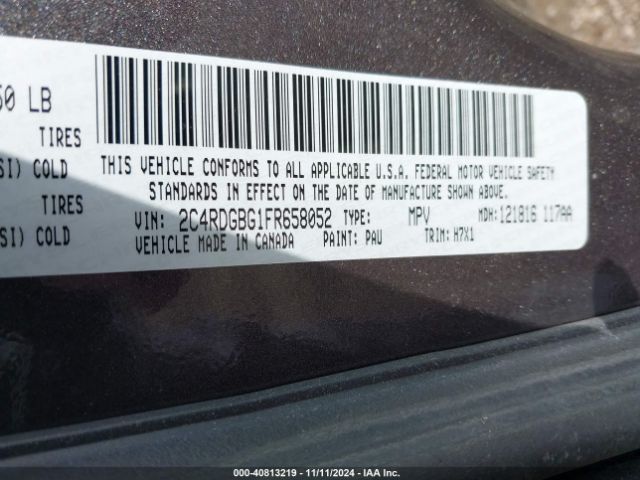 50 LB
TIRES
SI) COLD
TIRES
SI) COLD
THIS VEHICLE CONFORMS TO ALL APPLICABLE U.S.A. FEDERAL MOTOR VEHICLE SAFETY
STANDARDS IN EFFECT ON THE DATE OF MANUFACTURE SHOWN ABOVE.
VIN: 2C4RDGBG1FR658052 TYPE: MPV MDH: 121816 117AA
VEHICLE MADE IN CANADA PAINT: PAU TRIM: H7X1
000-40813219 - 11/11/2024 - IAA Inc.